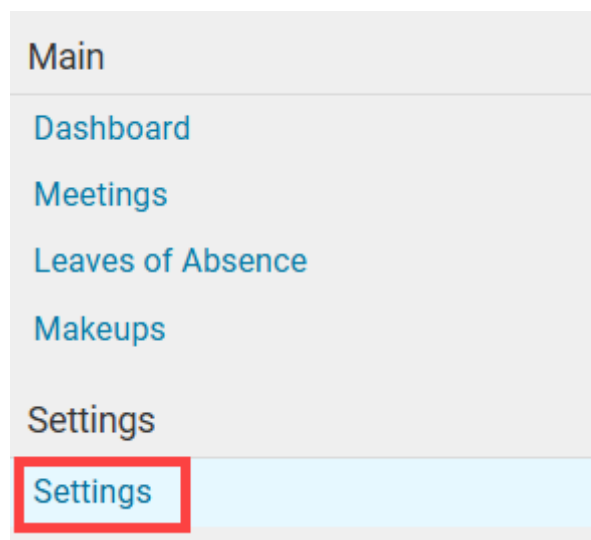 Main
Dashboard
Meetings
Leaves of Absence
Makeups
Settings
Settings